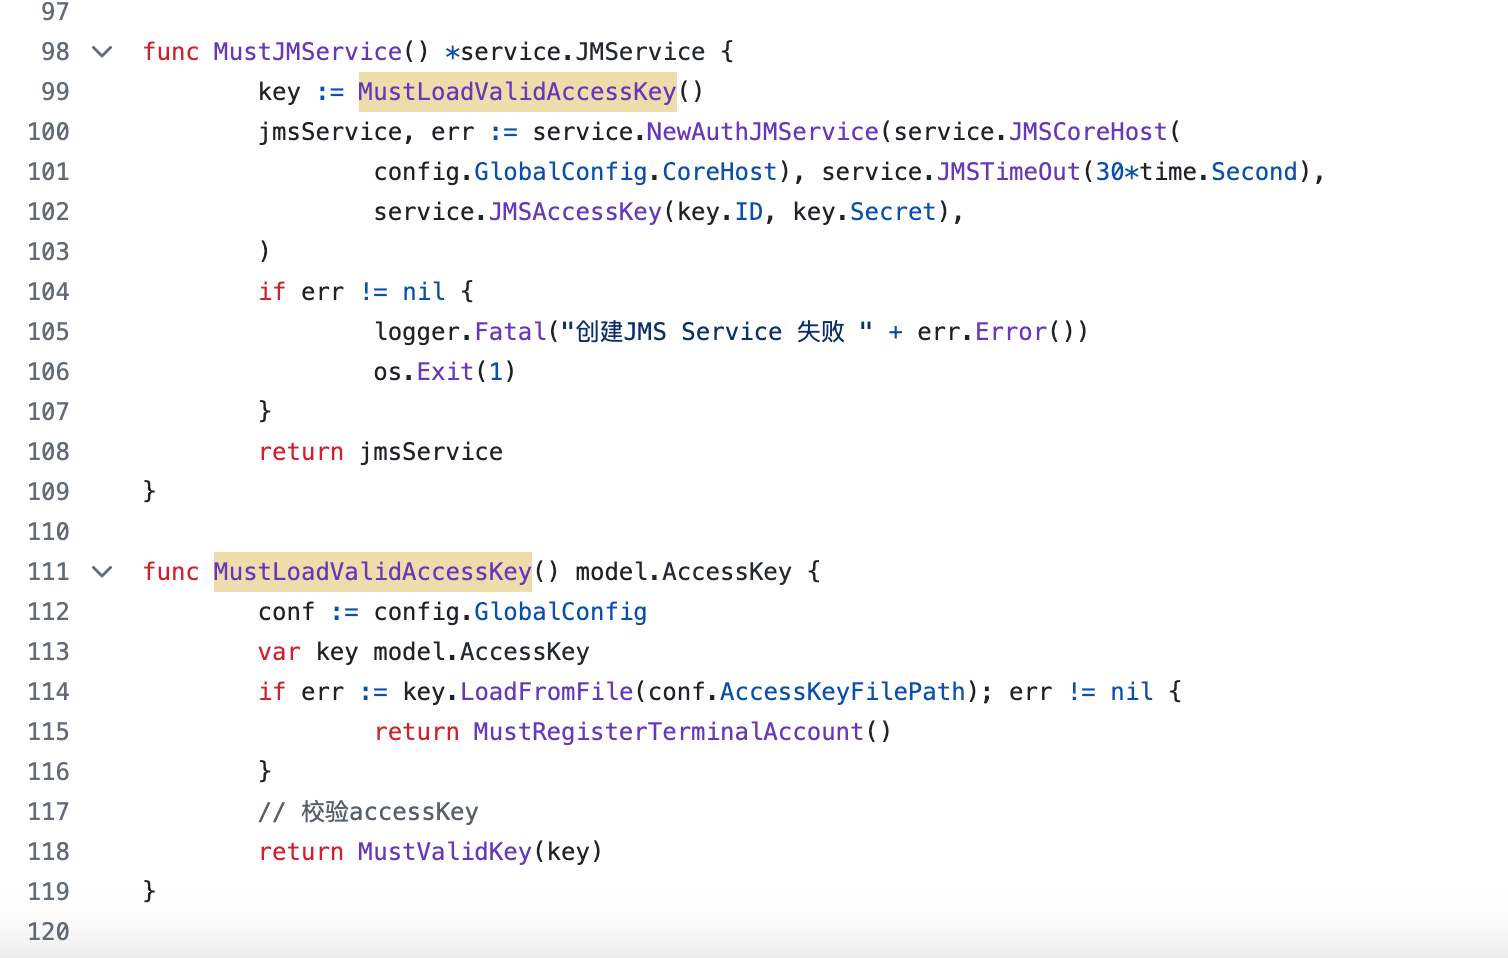 97
98 func MustJMService() *service.JMService {
99 key := MustLoadValidAccessKey()
100 jmsService, err := service.NewAuthJMService(service.JMSCoreHost(
101 config.GlobalConfig.CoreHost), service.JMSTimeOut(30*time.Second),
102 service.JMSAccessKey(key.ID, key.Secret),
103 )
104 if err != nil {
105 logger.Fatal("创建JMS Service 失败 " + err.Error())
106 os.Exit(1)
107 }
108 return jmsService
109 }
110
111 func MustLoadValidAccessKey() model.AccessKey {
112 conf := config.GlobalConfig
113 var key model.AccessKey
114 if err := key.LoadFromFile(conf.AccessKeyFilePath); err != nil {
115 return MustRegisterTerminalAccount()
116 }
117 // 校验accessKey
118 return MustValidKey(key)
119 }
120